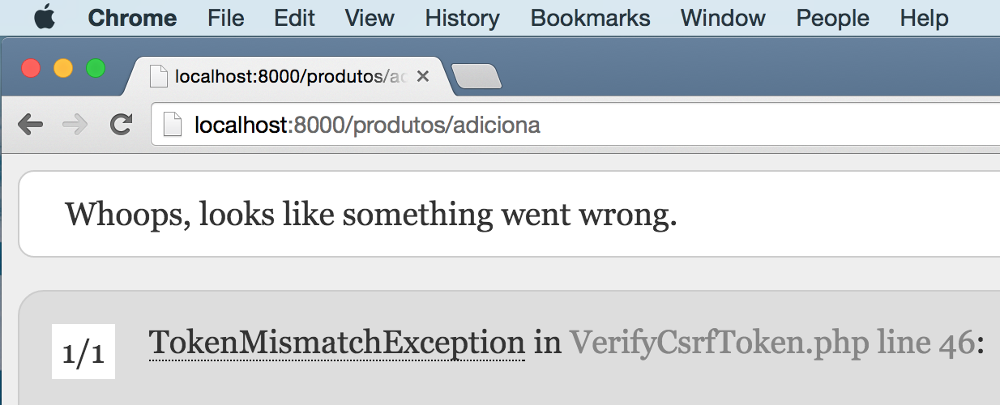 Chrome File Edit View History Bookmarks Window People Help
localhost:8000/produtos/ad
localhost:8000/produtos/adiciona
Whoops, looks like something went wrong.
1/1 TokenMismatchException in VerifyCsrfToken.php line 46: